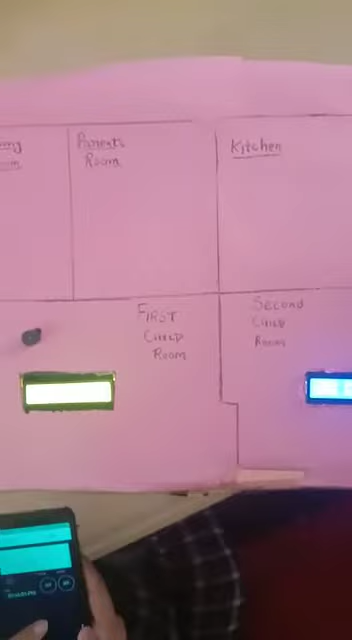 Parents
Room
Kitchen
FIRST
CHILD
Room
Second
CHILD
Room